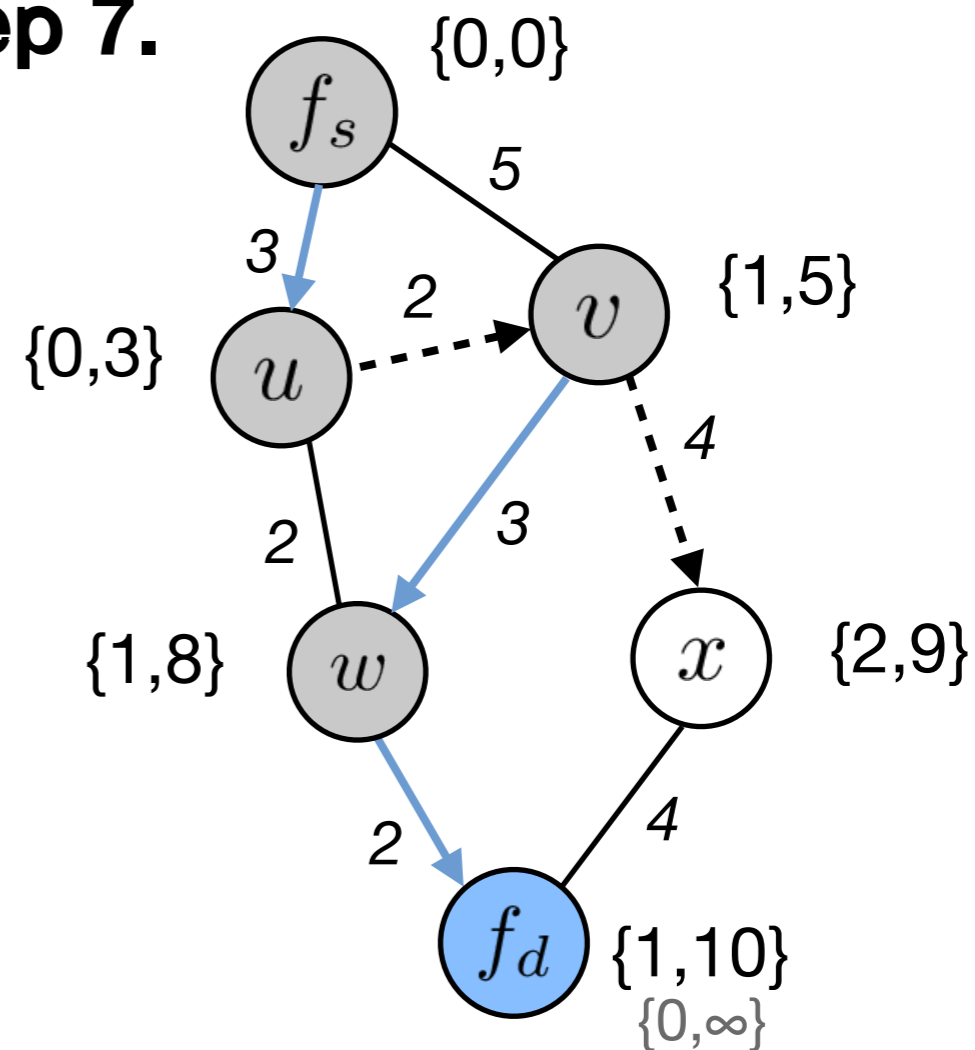 ep 7.
{0,0}
f_s
5
3
2
{1,5}
v
{0,3}
u
4
3
2
{1,8}
w
x
{2,9}
2
4
f_d
{1,10}
{0,∞}